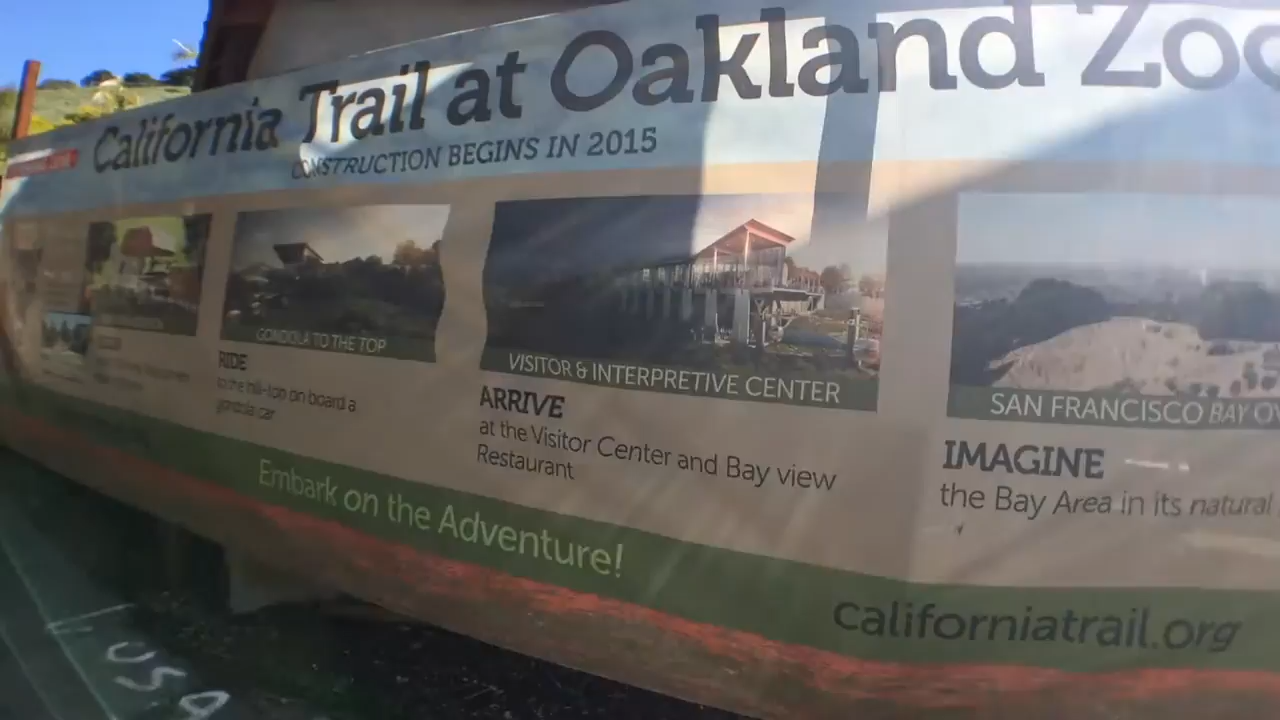 California Trail at Oakland Zoo
CONSTRUCTION BEGINS IN 2015
GONDOLA TO THE TOP
RIDE
to the hill-top on board a
gondola car
VISITOR & INTERPRETIVE CENTER
ARRIVE
at the Visitor Center and Bay view
Restaurant
SAN FRANCISCO BAY
IMAGINE
the Bay Area in its natural
Embark on the Adventure!
californiatrail.org
USA